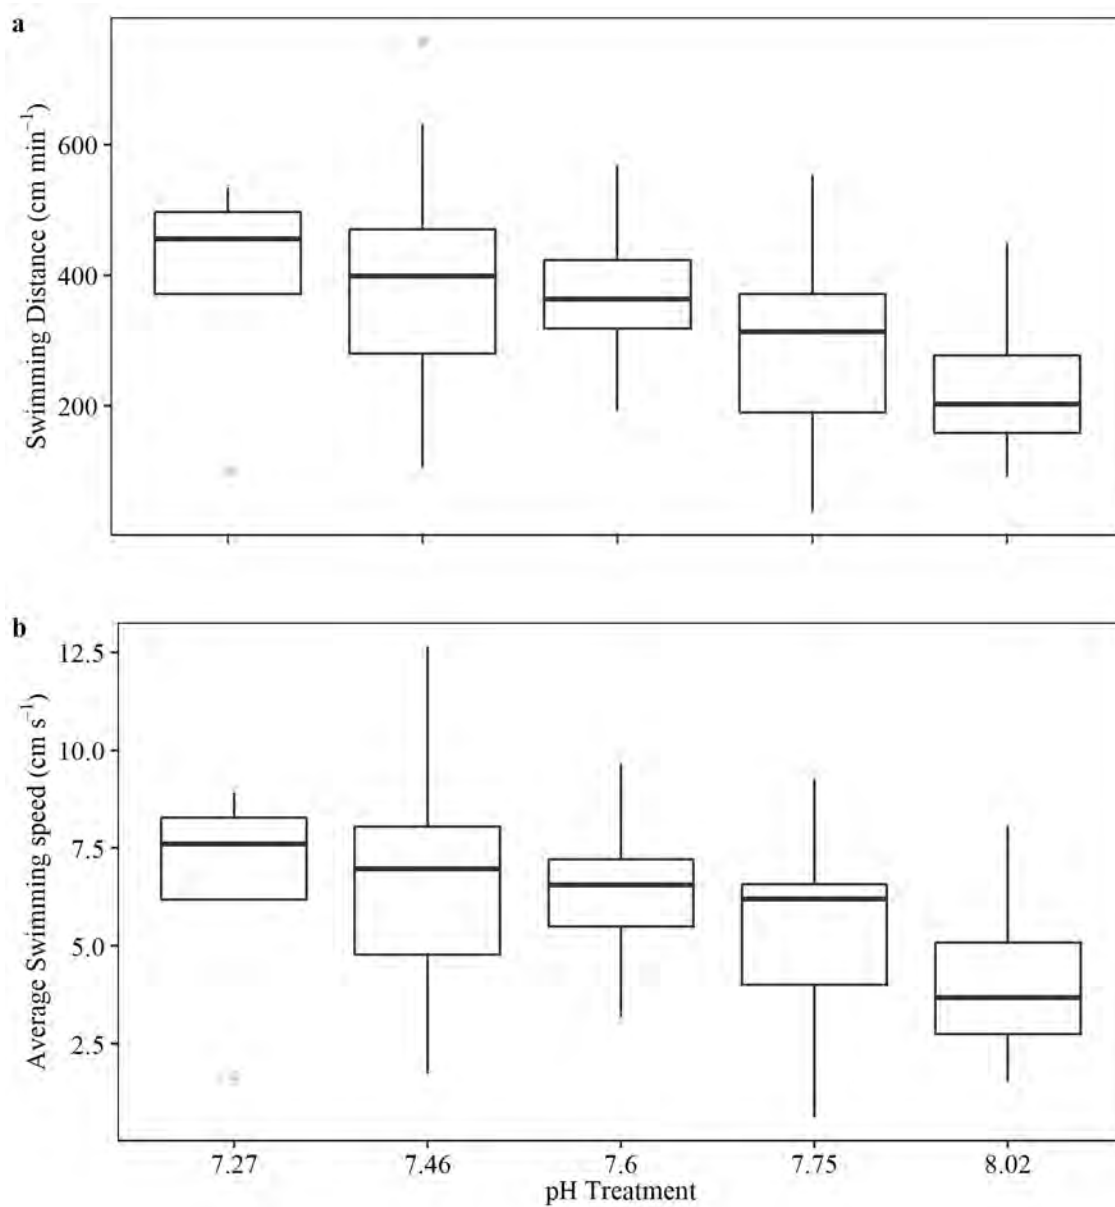 a
Swimming Distance (cm min⁻¹)
600
400
200
b
Average Swimming speed (cm s⁻¹)
12.5
10.0
7.5
5.0
2.5
7.27 7.46 7.6 7.75 8.02
pH Treatment